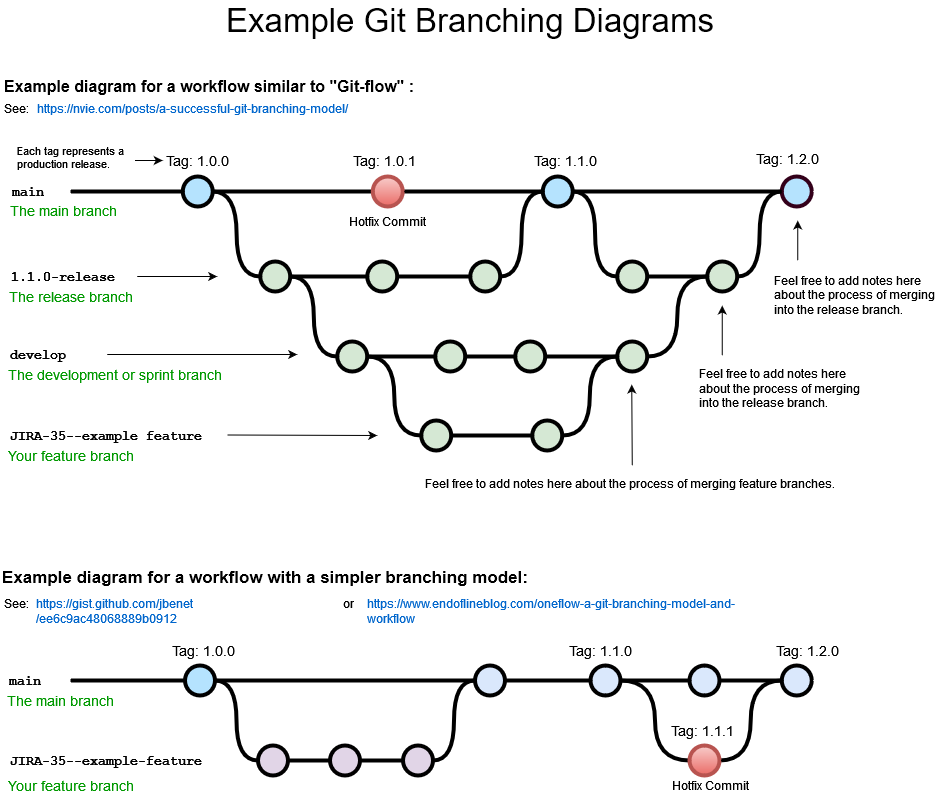 Example Git Branching Diagrams
Example diagram for a workflow similar to "Git-flow" :
See: https://nvie.com/posts/a-successful-git-branching-model/
Each tag represents a
production release.
Tag: 1.0.0
Tag: 1.0.1
Tag: 1.1.0
Tag: 1.2.0
main
The main branch
Hotfix Commit
1.1.0-release
The release branch
Feel free to add notes here
about the process of merging
into the release branch.
develop
The development or sprint branch
Feel free to add notes here
about the process of merging
into the release branch.
JIRA-35--example feature
Your feature branch
Feel free to add notes here about the process of merging feature branches.
Example diagram for a workflow with a simpler branching model:
See: https://gist.github.com/jbenet
/ee6c9ac48068889b0912
or https://www.endoflineblog.com/oneflow-a-git-branching-model-and-
workflow
Tag: 1.0.0
Tag: 1.1.0
Tag: 1.2.0
main
The main branch
Tag: 1.1.1
JIRA-35--example-feature
Your feature branch
Hotfix Commit